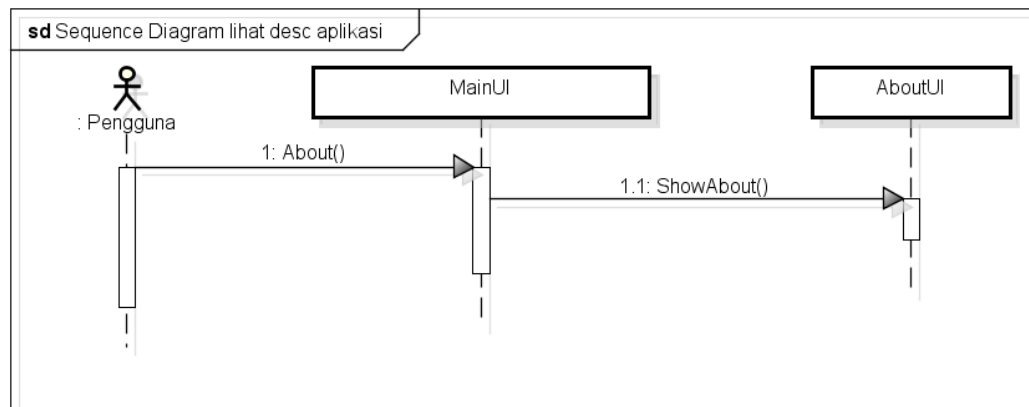 sd Sequence Diagram lihat desc aplikasi
: Pengguna
MainUI
AboutUI
1: About()
1.1: ShowAbout()